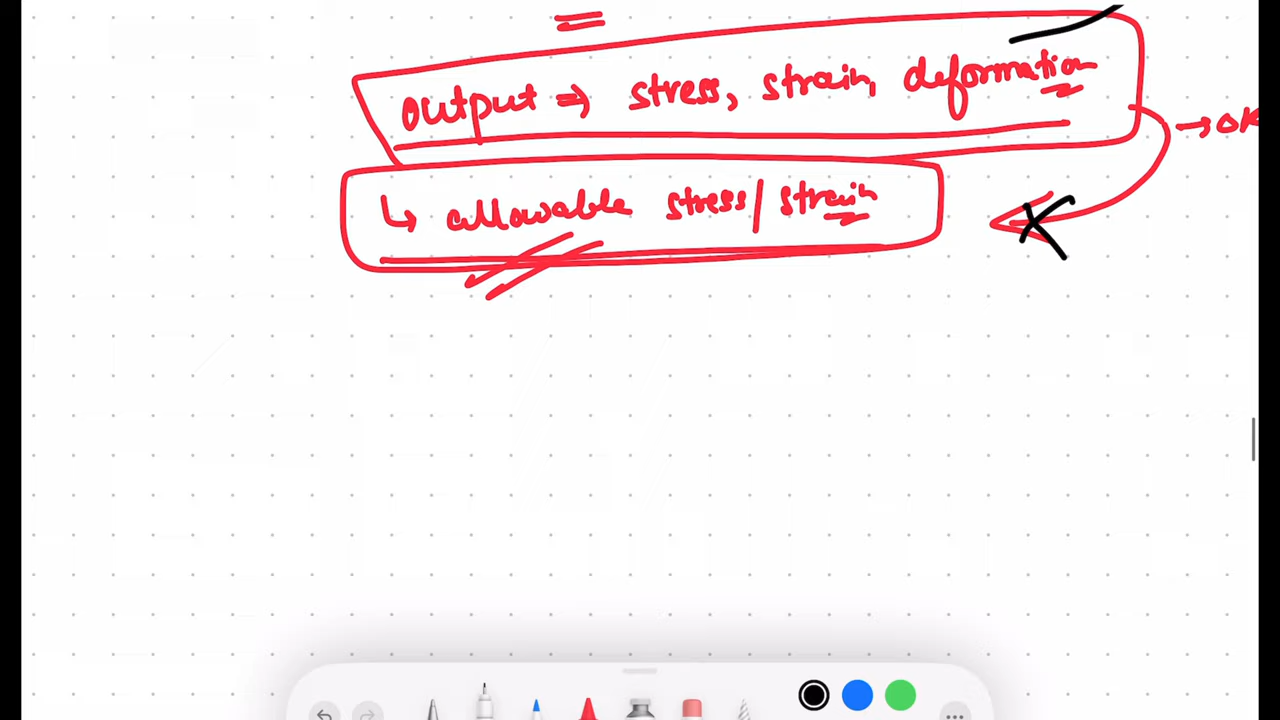 output ⇒ stress, strain, deformation
→ OK
↳ allowable stress/strain